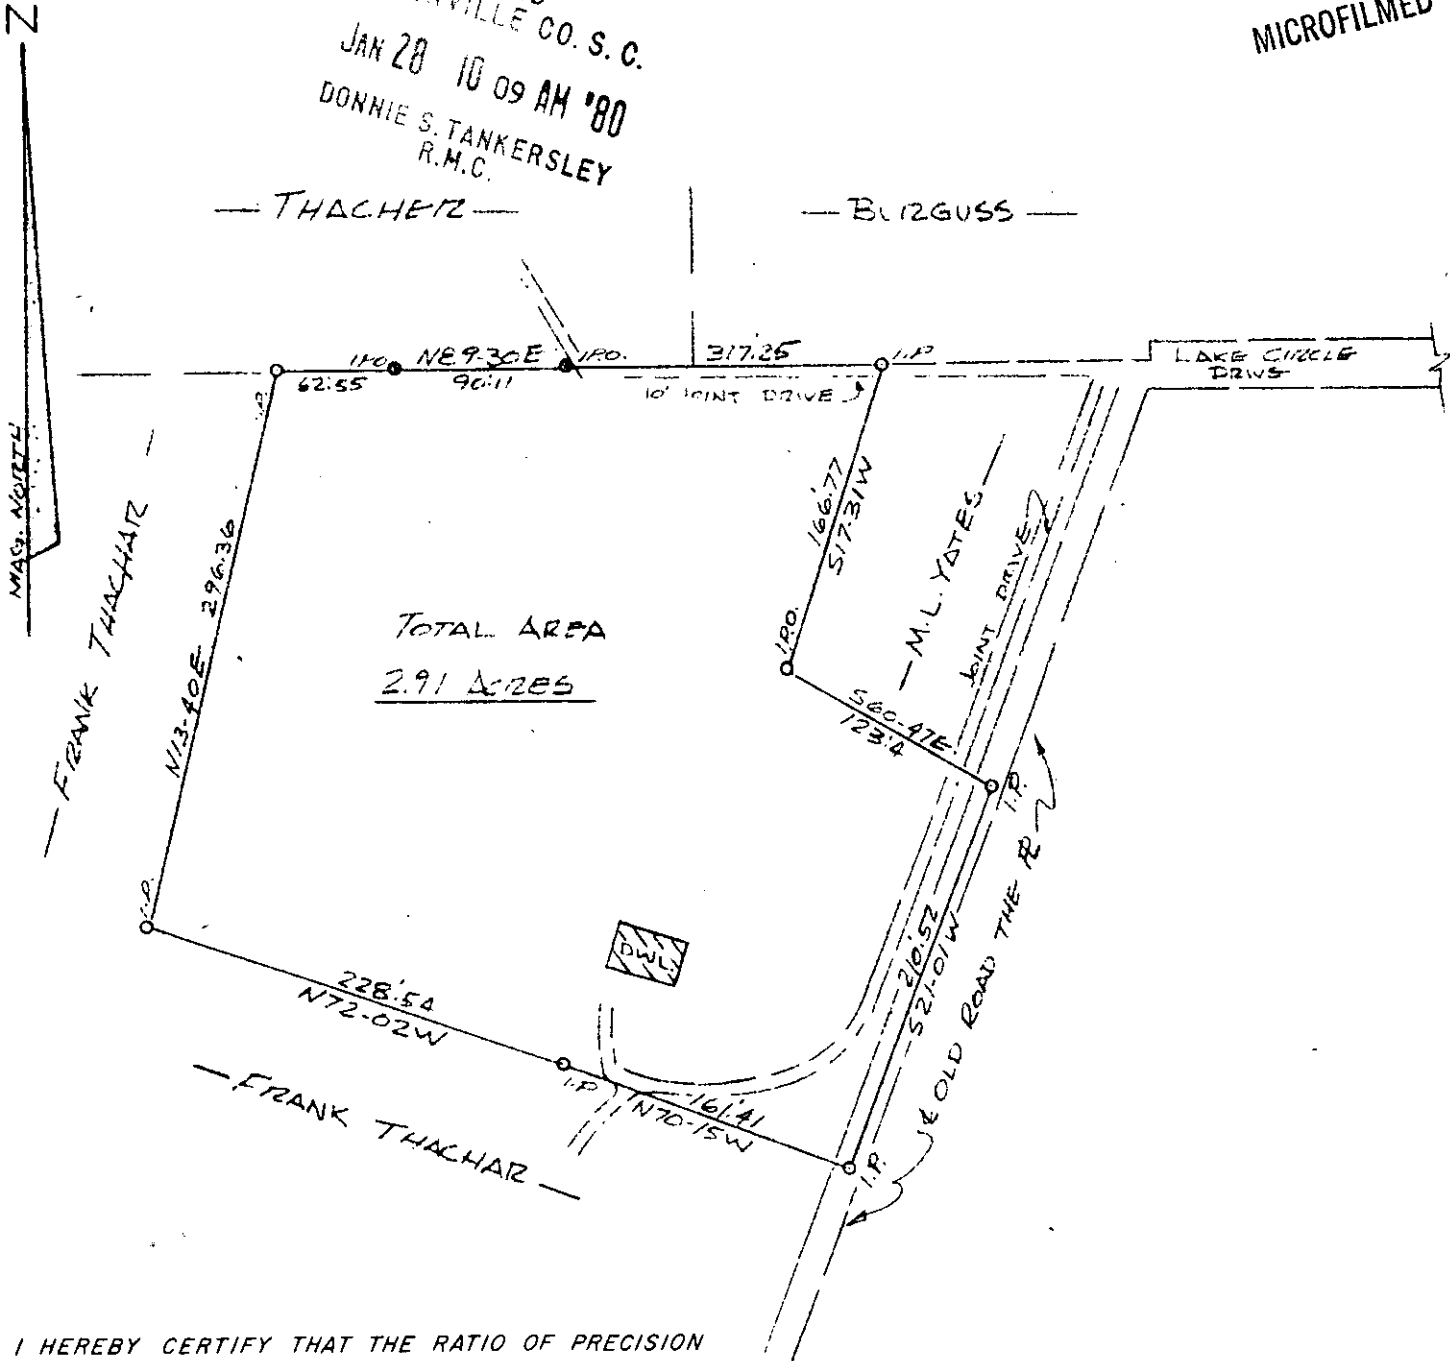 N
VILLE CO. S. C.
JAN 28 10 09 AM '80
DONNIE S. TANKERSLEY
R.M.C.
MICROFILMED
— THACHER —
— BURGUSS —
I.P.O. N89-30E I.P.O. 317.25 I.P.
62.55 90.11
10' JOINT DRIVE
LAKE CIRCLE
DRIVE
I.P.
MAG. NORTH
— FRANK THACHAR
N13-40E 296.36
166.77
S17-31W
— M.L. YATES —
JOINT DRIVE
TOTAL AREA
2.91 ACRES
I.P.O.
S60-47E
123.4
I.P.
I.P.
DWL.
210.52
S21-01W
℄ OLD ROAD THE ℞
228.54
N72-02W
I.P.
161.41
N70-15W
I.P.
— FRANK THACHAR —
I HEREBY CERTIFY THAT THE RATIO OF PRECISION